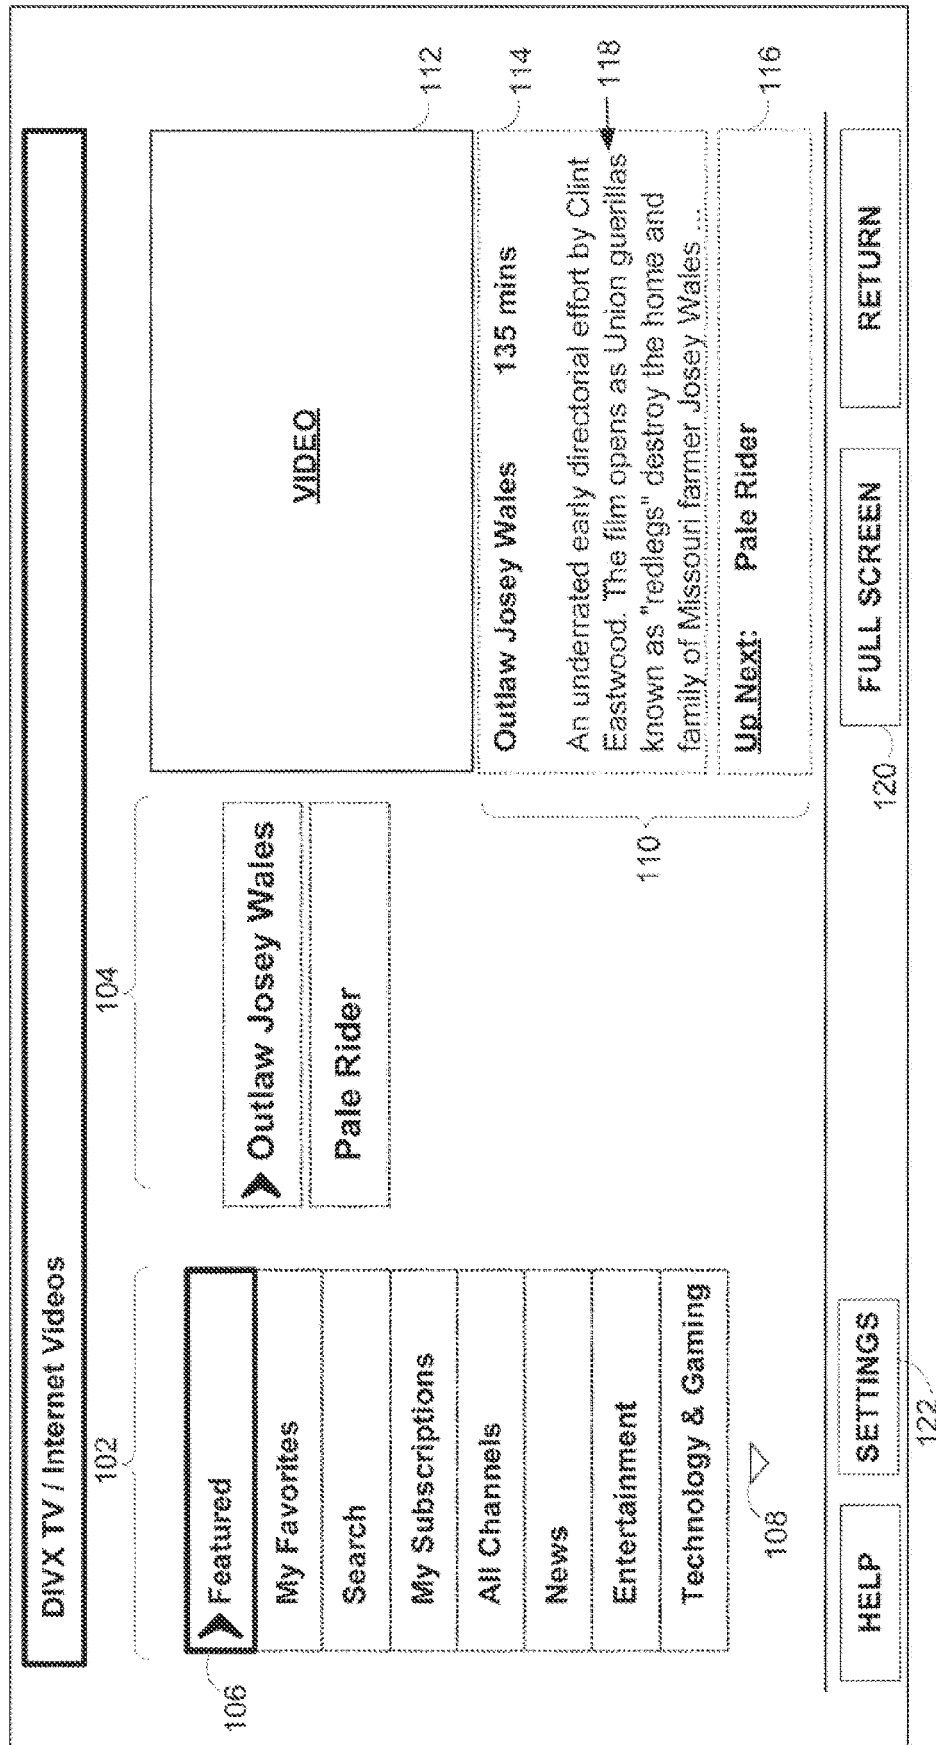 DIVX TV / Internet Videos
102
104
106
Featured
My Favorites
Search
My Subscriptions
All Channels
News
Entertainment
Technology & Gaming
108
Outlaw Josey Wales
Pale Rider
VIDEO
112
110
Outlaw Josey Wales 135 mins
114
An underrated early directorial effort by Clint
Eastwood. The film opens as Union guerillas
known as "redlegs" destroy the home and
family of Missouri farmer Josey Wales ...
118
Up Next: Pale Rider
116
HELP
SETTINGS
FULL SCREEN
RETURN
122
120